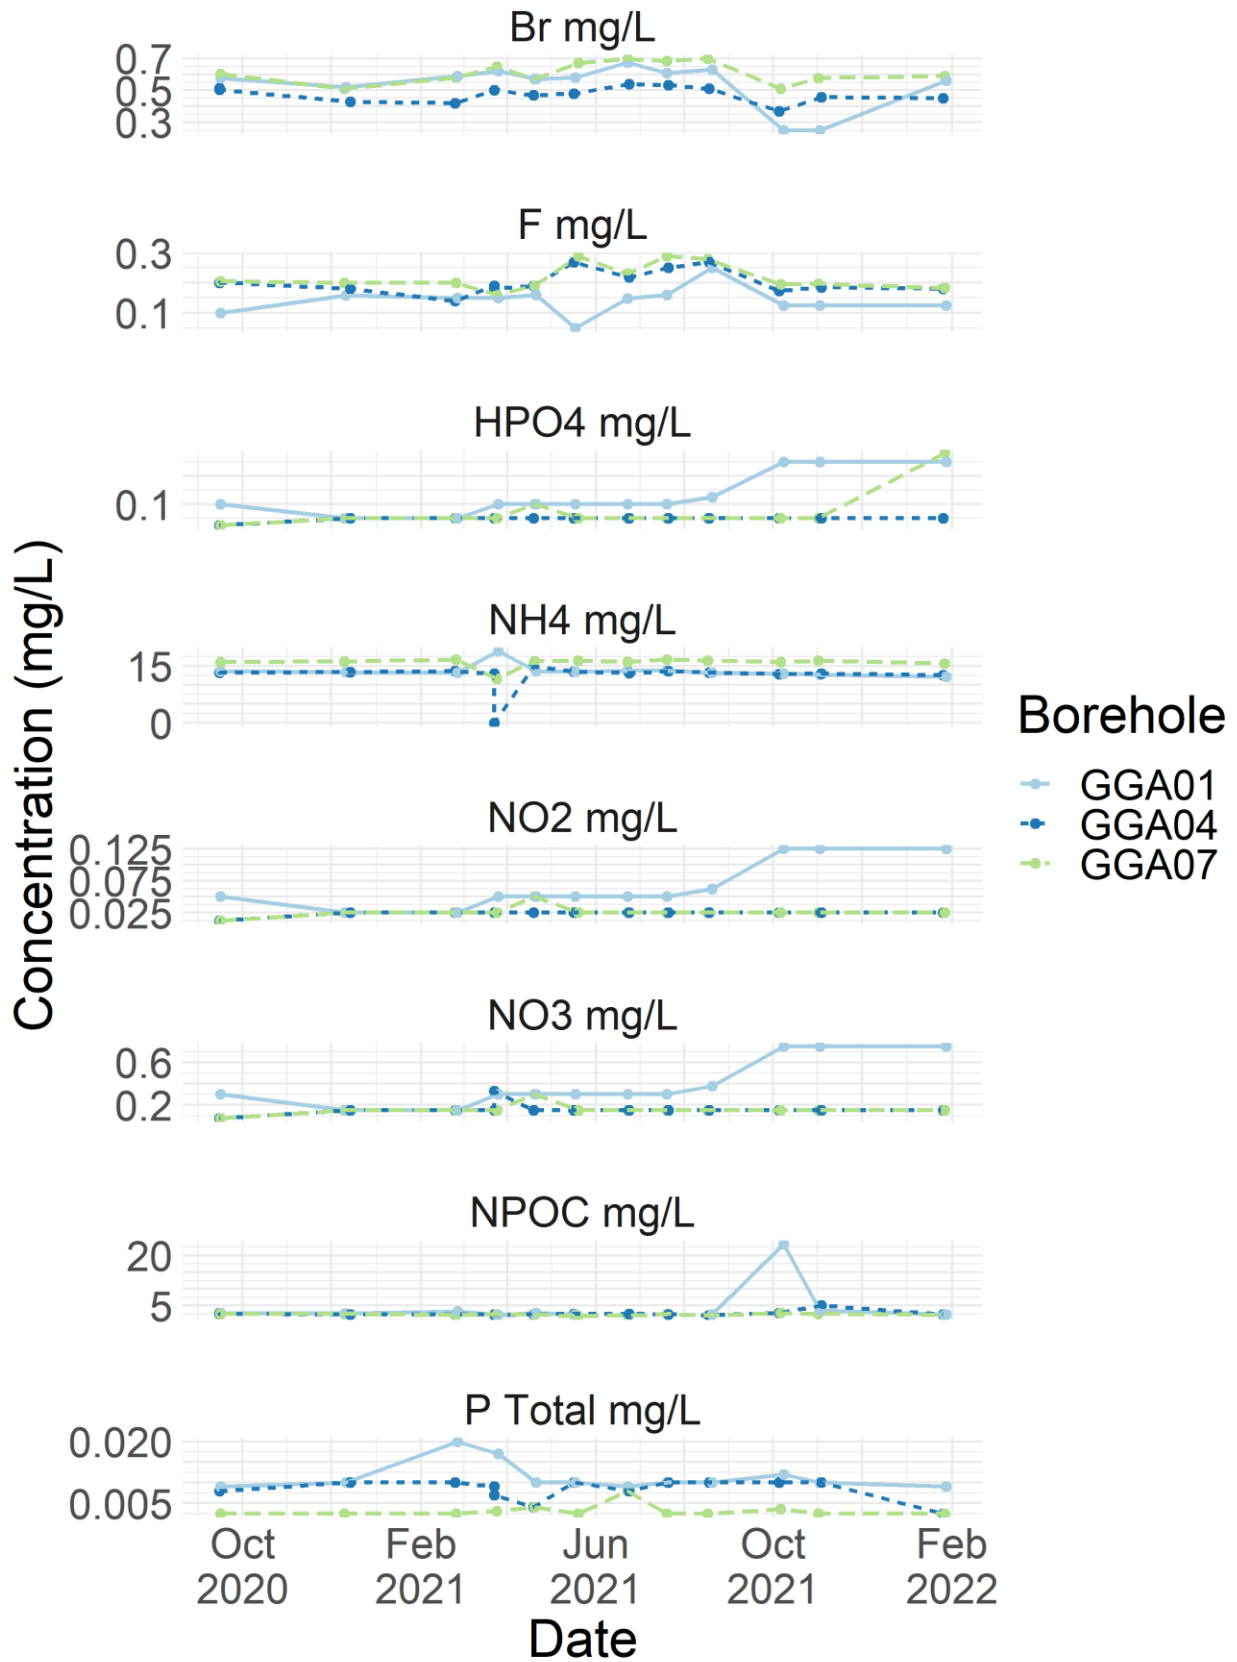 Br mg/L
0.7
0.5
0.3
F mg/L
0.3
0.1
HPO4 mg/L
0.1
NH4 mg/L
15
0
NO2 mg/L
0.125
0.075
0.025
NO3 mg/L
0.6
0.2
NPOC mg/L
20
5
P Total mg/L
0.020
0.005
Oct 2020
Feb 2021
Jun 2021
Oct 2021
Feb 2022
Date
Concentration (mg/L)
Borehole
GGA01
GGA04
GGA07